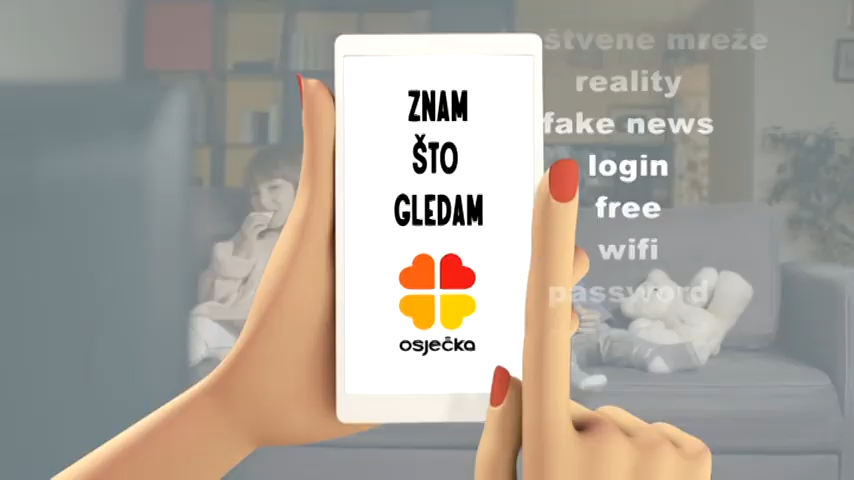 ZNAM
ŠTO
GLEDAM
osječka
štvene mreže
reality
fake news
login
free
wifi
password